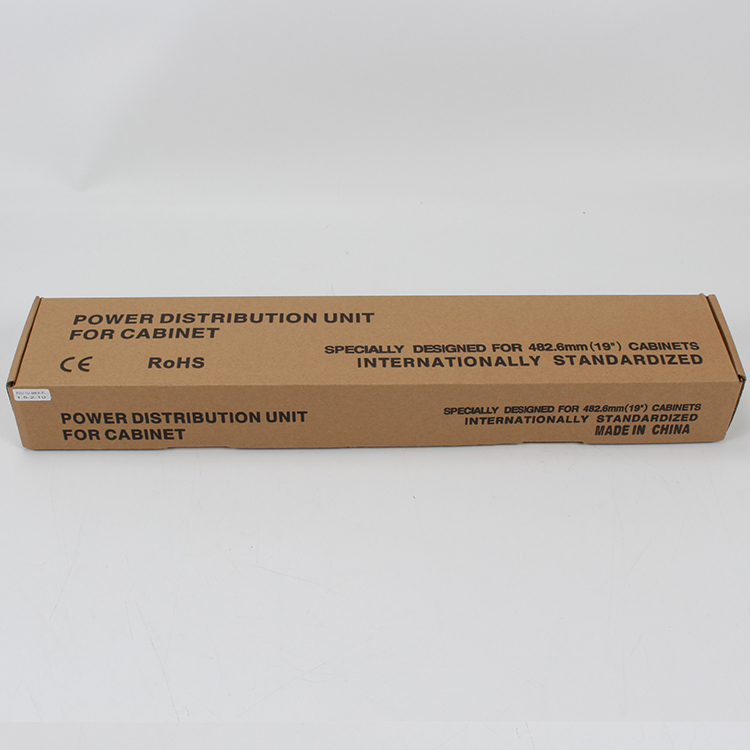 POWER DISTRIBUTION UNIT
FOR CABINET
CE RoHS
SPECIALLY DESIGNED FOR 482.6mm(19") CABINETS
INTERNATIONALLY STANDARDIZED
POWER DISTRIBUTION UNIT
FOR CABINET
SPECIALLY DESIGNED FOR 482.6mm(19") CABINETS
INTERNATIONALLY STANDARDIZED
MADE IN CHINA